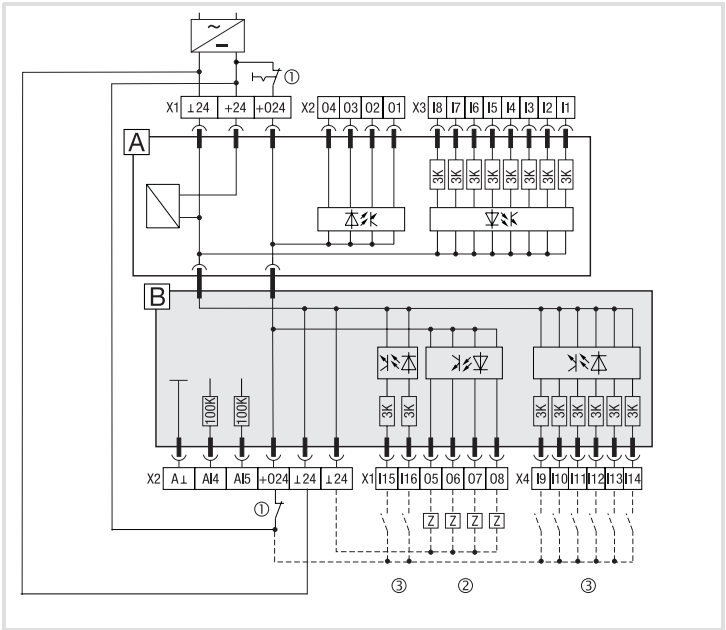 ①
X1 ⊥24 +24 +024 X2 04 03 02 01 X3 I8 I7 I6 I5 I4 I3 I2 I1
A
3K 3K 3K 3K 3K 3K 3K 3K
B
100K 100K 3K 3K 3K 3K 3K 3K 3K 3K
X2 A⊥ AI4 AI5 +024 ⊥24 ⊥24 X1 I15 I16 05 06 07 08 X4 I9 I10 I11 I12 I13 I14
①
Z Z Z Z
③ ② ③